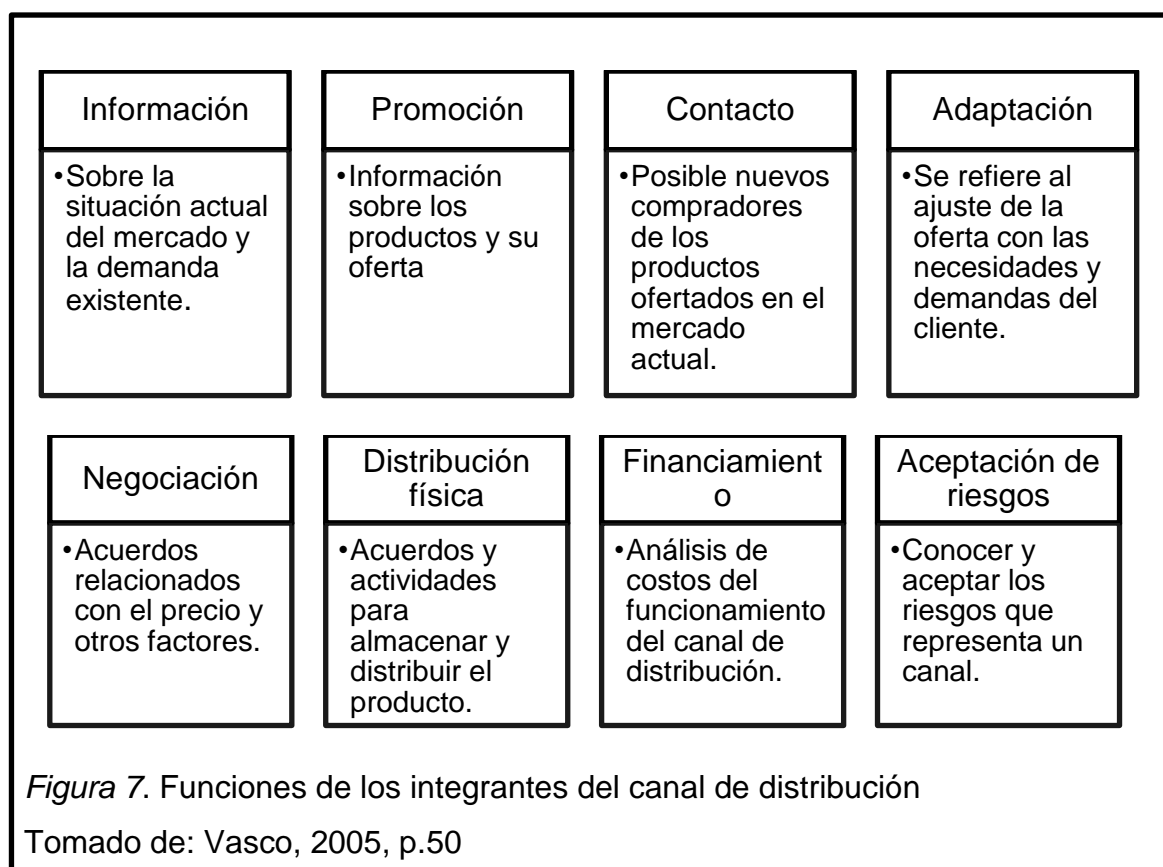 Información
•Sobre la
situación actual
del mercado y
la demanda
existente.
Promoción
•Información
sobre los
productos y su
oferta
Contacto
•Posible nuevos
compradores
de los
productos
ofertados en el
mercado
actual.
Adaptación
•Se refiere al
ajuste de la
oferta con las
necesidades y
demandas del
cliente.
Negociación
•Acuerdos
relacionados
con el precio y
otros factores.
Distribución
física
•Acuerdos y
actividades
para
almacenar y
distribuir el
producto.
Financiamient
o
•Análisis de
costos del
funcionamiento
del canal de
distribución.
Aceptación de
riesgos
•Conocer y
aceptar los
riesgos que
representa un
canal.
Figura 7. Funciones de los integrantes del canal de distribución
Tomado de: Vasco, 2005, p.50